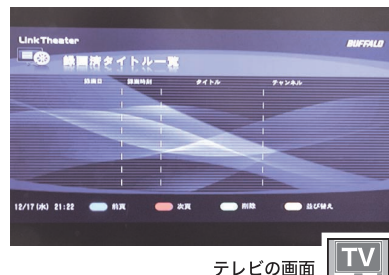 LinkTheater
BUFFALO
録画済タイトル一覧
録画日 録画時刻 タイトル チャンネル
12/17(水) 21:22 前頁 次頁 削除 並び替え
テレビの画面 TV